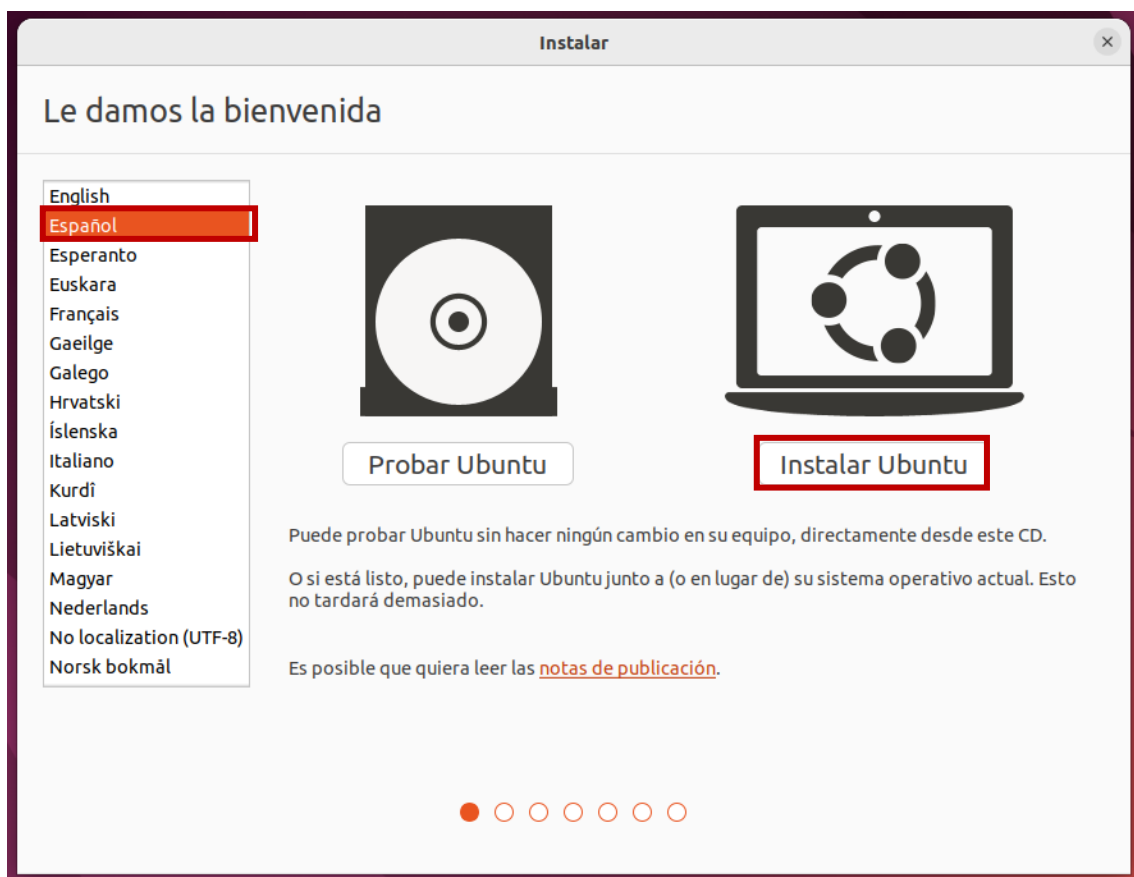 Instalar
Le damos la bienvenida
English
Español
Esperanto
Euskara
Français
Gaeilge
Galego
Hrvatski
Íslenska
Italiano
Kurdî
Latviski
Lietuviškai
Magyar
Nederlands
No localization (UTF-8)
Norsk bokmål
Probar Ubuntu
Instalar Ubuntu
Puede probar Ubuntu sin hacer ningún cambio en su equipo, directamente desde este CD.
O si está listo, puede instalar Ubuntu junto a (o en lugar de) su sistema operativo actual. Esto
no tardará demasiado.
Es posible que quiera leer las notas de publicación.